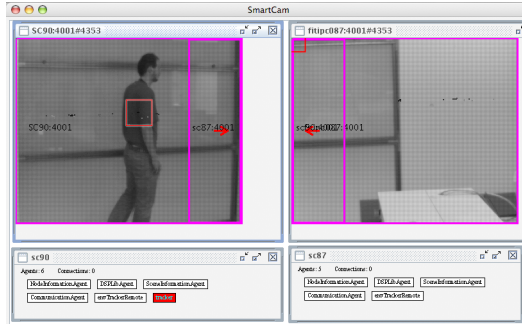 SmartCam
SC90:4001#4353
fitipc087:4001#4353
SC90:4001
sc87:4001
sc90
Agents: 6 Connections: 0
NodeInformationAgent DSPLibAgent SceneInformationAgent
CommunicationAgent envTrackerRemote tracker
sc87
Agents: 5 Connections: 0
NodeInformationAgent DSPLibAgent SceneInformationAgent
CommunicationAgent envTrackerRemote